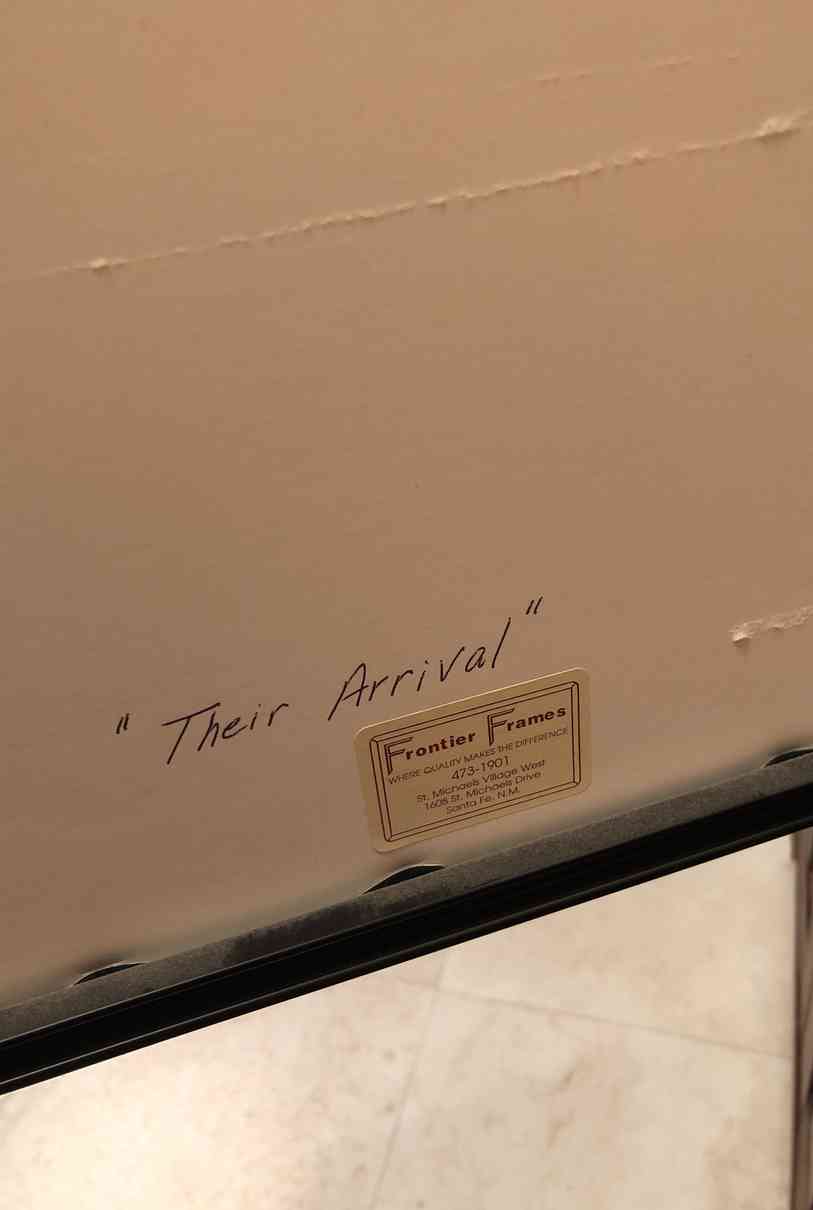 "Their Arrival"
Frontier Frames
WHERE QUALITY MAKES THE DIFFERENCE
473-1901
St. Michaels Village West
1605 St. Michaels Drive
Santa Fe, N.M.